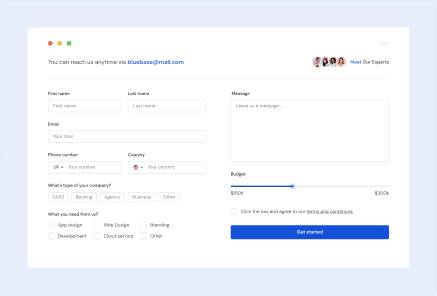 You can reach us anytime via bluebase@mail.com
Meet Our Experts
First name
Last name
First name
Last name
Email
Your mail
Phone number
Country
UK
Your number
Your country
What's type of your company?
SAAS
Banking
Agency
Business
Other
What you need from us?
App design
Web Design
Branding
Development
Cloud service
Other
Message
Leave us a message...
Budget
$150K
$300k
Click the box and agree to our terms and conditions.
Get started